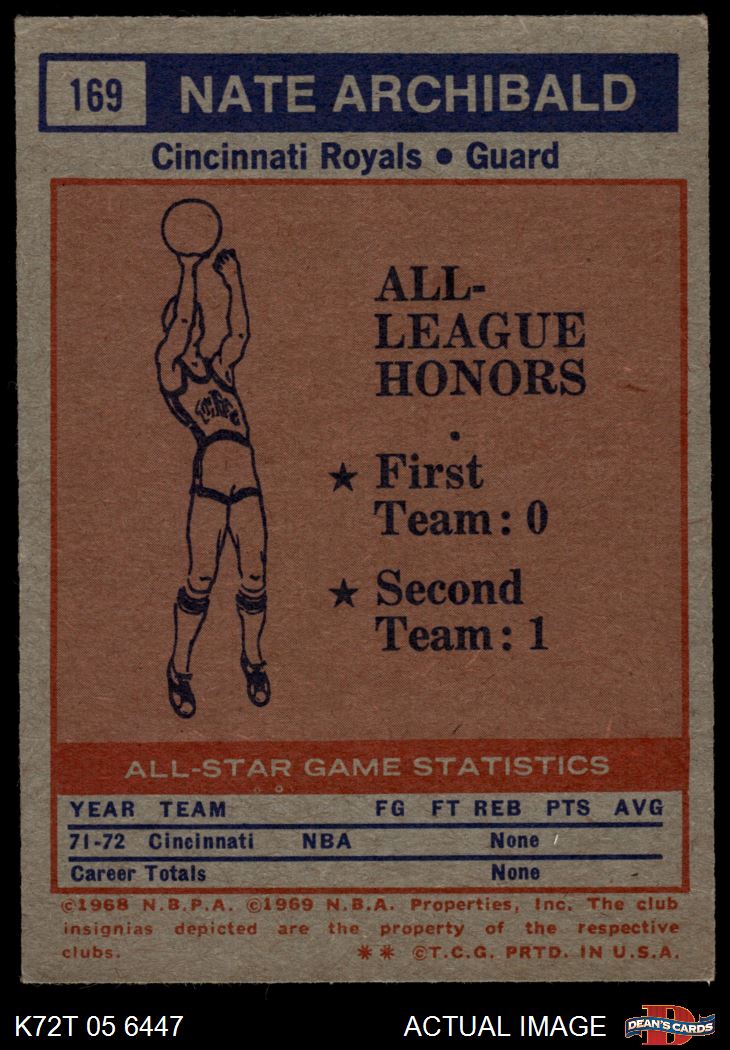 169 NATE ARCHIBALD
Cincinnati Royals • Guard
ALL-
LEAGUE
HONORS
★ First
Team: 0
★ Second
Team: 1
ALL-STAR GAME STATISTICS
YEAR TEAM FG FT REB PTS AVG
71-72 Cincinnati NBA None
Career Totals None
©1968 N.B.P.A. ©1969 N.B.A. Properties, Inc. The club
insignias depicted are the property of the respective
clubs. ** ©T.C.G. PRTD. IN U.S.A.
K72T 05 6447 ACTUAL IMAGE D DEAN'S CARDS